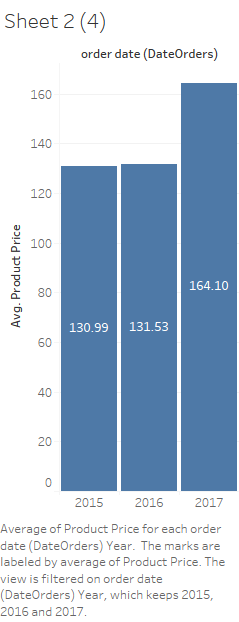 Sheet 2 (4)
order date (DateOrders)
Avg. Product Price
160
140
120
100
80
60
40
20
0
130.99
131.53
164.10
2015
2016
2017
Average of Product Price for each order
date (DateOrders) Year.  The marks are
labeled by average of Product Price. The
view is filtered on order date
(DateOrders) Year, which keeps 2015,
2016 and 2017.